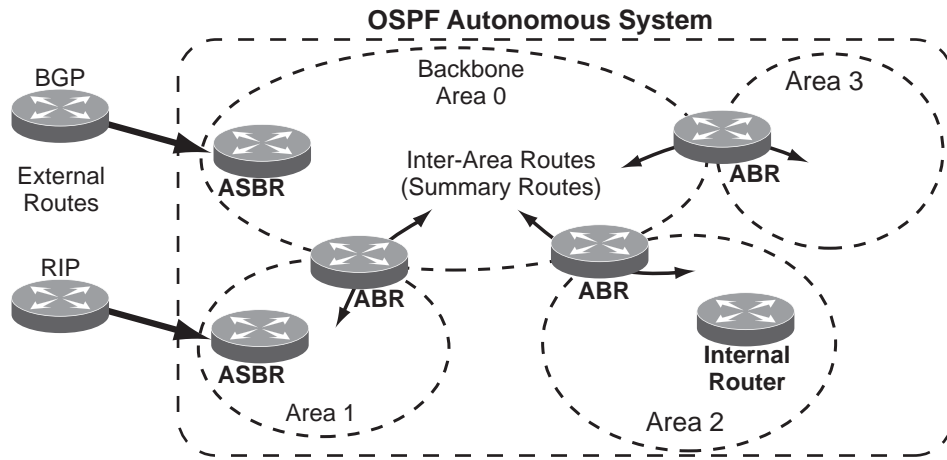 OSPF Autonomous System
BGP
Backbone
Area 0
Area 3
External
Routes
ASBR
Inter-Area Routes
(Summary Routes)
ABR
RIP
ABR
ABR
ASBR
Internal
Router
Area 1
Area 2